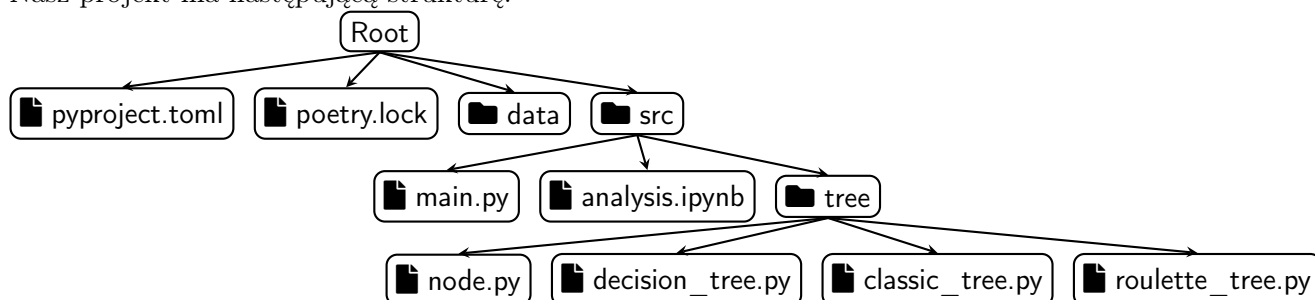 Nasz projekt ma następującą strukturę:
Root
pyproject.toml poetry.lock data src
main.py analysis.ipynb tree
node.py decision_tree.py classic_tree.py roulette_tree.py